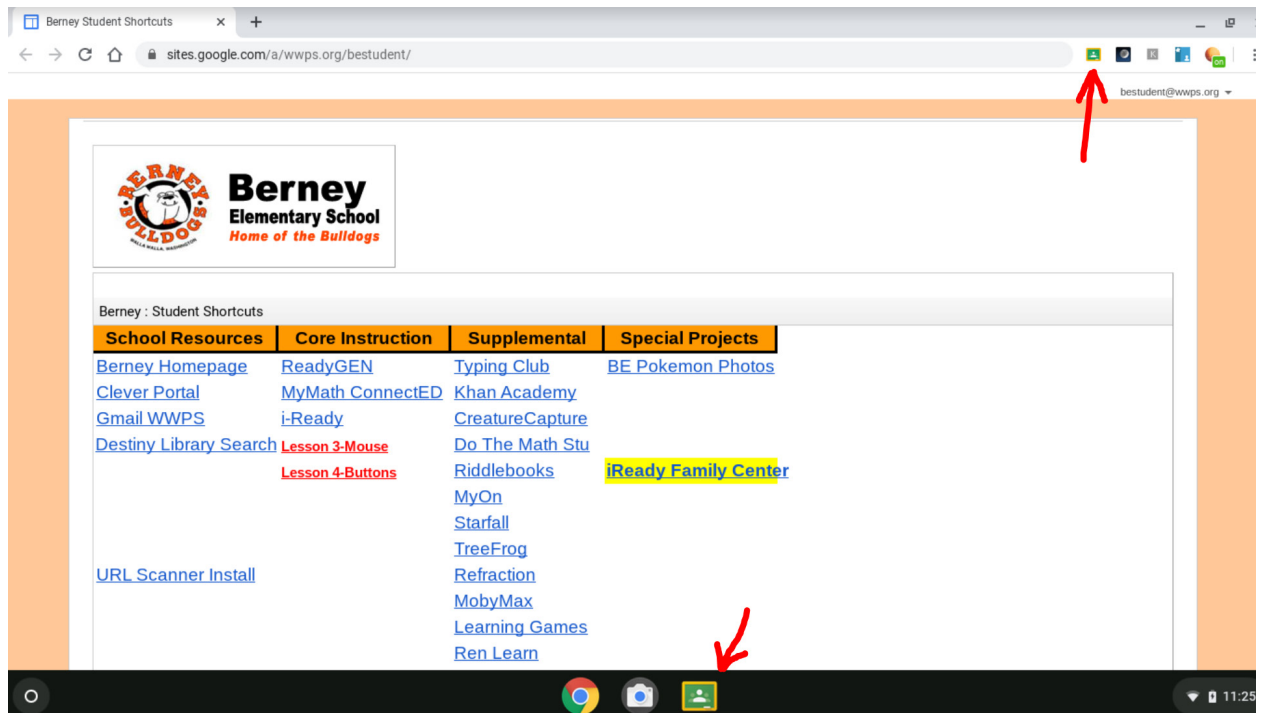 Berney Student Shortcuts
sites.google.com/a/wwps.org/bestudent/
K
on
bestudent@wwps.org
BERNEY
BULLDOGS
WALLA WALLA, WASHINGTON
Berney
Elementary School
Home of the Bulldogs
Berney : Student Shortcuts
School Resources Core Instruction Supplemental Special Projects
Berney Homepage ReadyGEN Typing Club BE Pokemon Photos
Clever Portal MyMath ConnectED Khan Academy
Gmail WWPS i-Ready CreatureCapture
Destiny Library Search Lesson 3-Mouse Do The Math Stu
Lesson 4-Buttons Riddlebooks iReady Family Center
MyOn
Starfall
TreeFrog
URL Scanner Install Refraction
MobyMax
Learning Games
Ren Learn
11:25